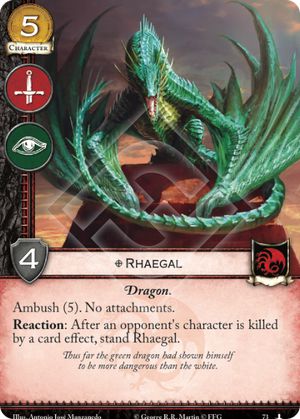 5
CHARACTER
4
RHAEGAL
Dragon.
Ambush (5). No attachments.
Reaction: After an opponent's character is killed
by a card effect, stand Rhaegal.
Thus far the green dragon had shown himself
to be more dangerous than the white.
Illus. Antonio José Manzanedo © George R.R. Martin © FFG 71